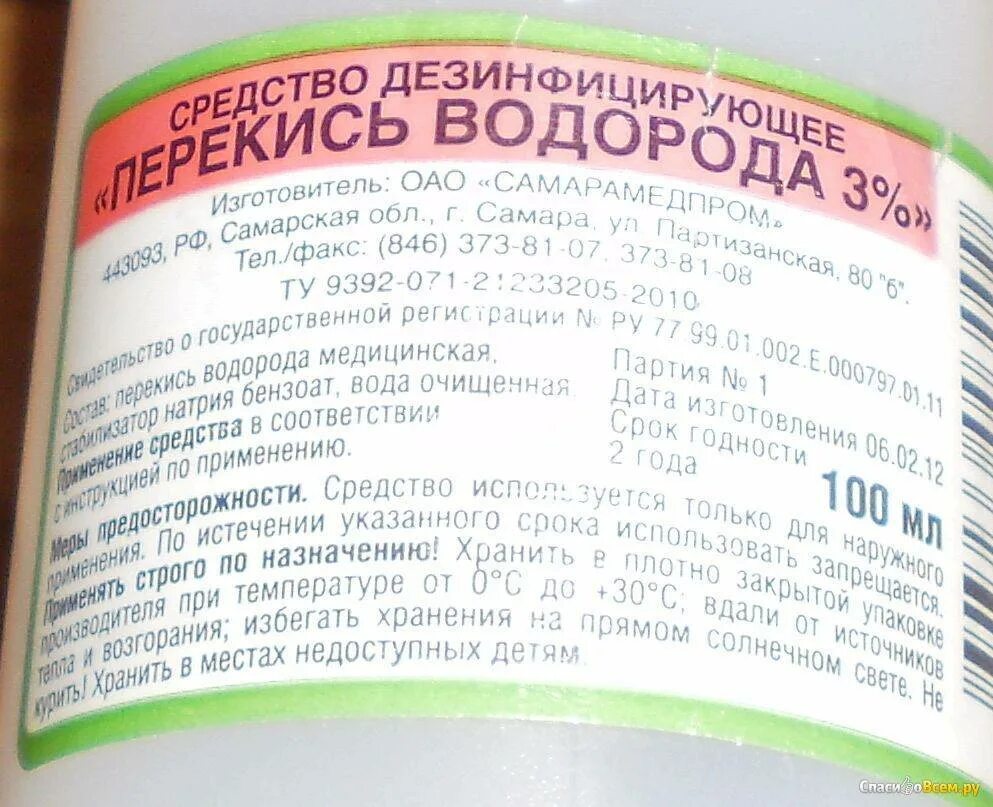 СРЕДСТВО ДЕЗИНФИЦИРУЮЩЕЕ
«ПЕРЕКИСЬ ВОДОРОДА 3%»
Изготовитель: ОАО «САМАРАМЕДПРОМ»
443093, РФ, Самарская обл., г. Самара, ул. Партизанская, 80 "б".
Тел./факс: (846) 373-81-07, 373-81-08
ТУ 9392-071-21233205-2010
Свидетельство о государственной регистрации № РУ 77 99.01.002.Е.000797.01.11
Состав: перекись водорода медицинская,
стабилизатор натрия бензоат, вода очищенная
Применение средства в соответствии
с инструкцией по применению.
Партия № 1
Дата изготовления 06.02.12
Срок годности
2 года
100 мл
Меры предосторожности. Средство используется только для наружного
применения. По истечении указанного срока использовать запрещается.
Применять строго по назначению! Хранить в плотно закрытой упаковке
производителя при температуре от 0°С до +30°С; вдали от источников
тепла и возгорания; избегать хранения на прямом солнечном свете. Не
курить! Хранить в местах недоступных детям.
СпасибоВсем.ру